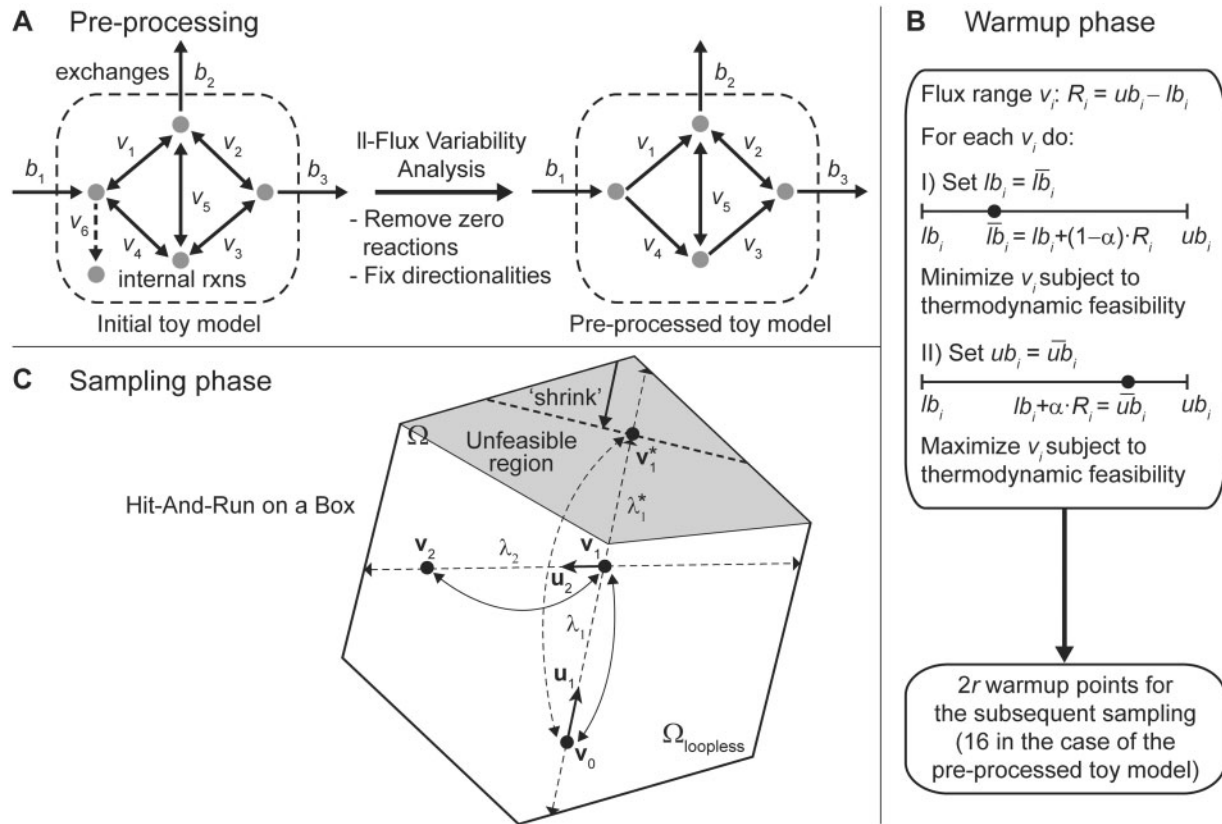 A Pre-processing
exchanges
b2
v1
v2
b1
b3
v5
v6
v4
v3
internal rxns
Initial toy model
ll-Flux Variability
Analysis
- Remove zero
reactions
- Fix directionalities
b2
v1
v2
b1
b3
v5
v4
v3
Pre-processed toy model
B Warmup phase
Flux range vi: Ri = ubi – lbi
For each vi do:
I) Set lbi = l̅b̅i
lbi l̅b̅i = lbi+(1-α)·Ri ubi
Minimize vi subject to
thermodynamic feasibility
II) Set ubi = u̅b̅i
lbi lbi+α·Ri = u̅b̅i ubi
Maximize vi subject to
thermodynamic feasibility
2r warmup points for
the subsequent sampling
(16 in the case of the
pre-processed toy model)
C Sampling phase
Hit-And-Run on a Box
Ω
'shrink'
Unfeasible
region
v1*
λ1*
v2
λ2
v1
u2
λ1
u1
v0
Ωloopless